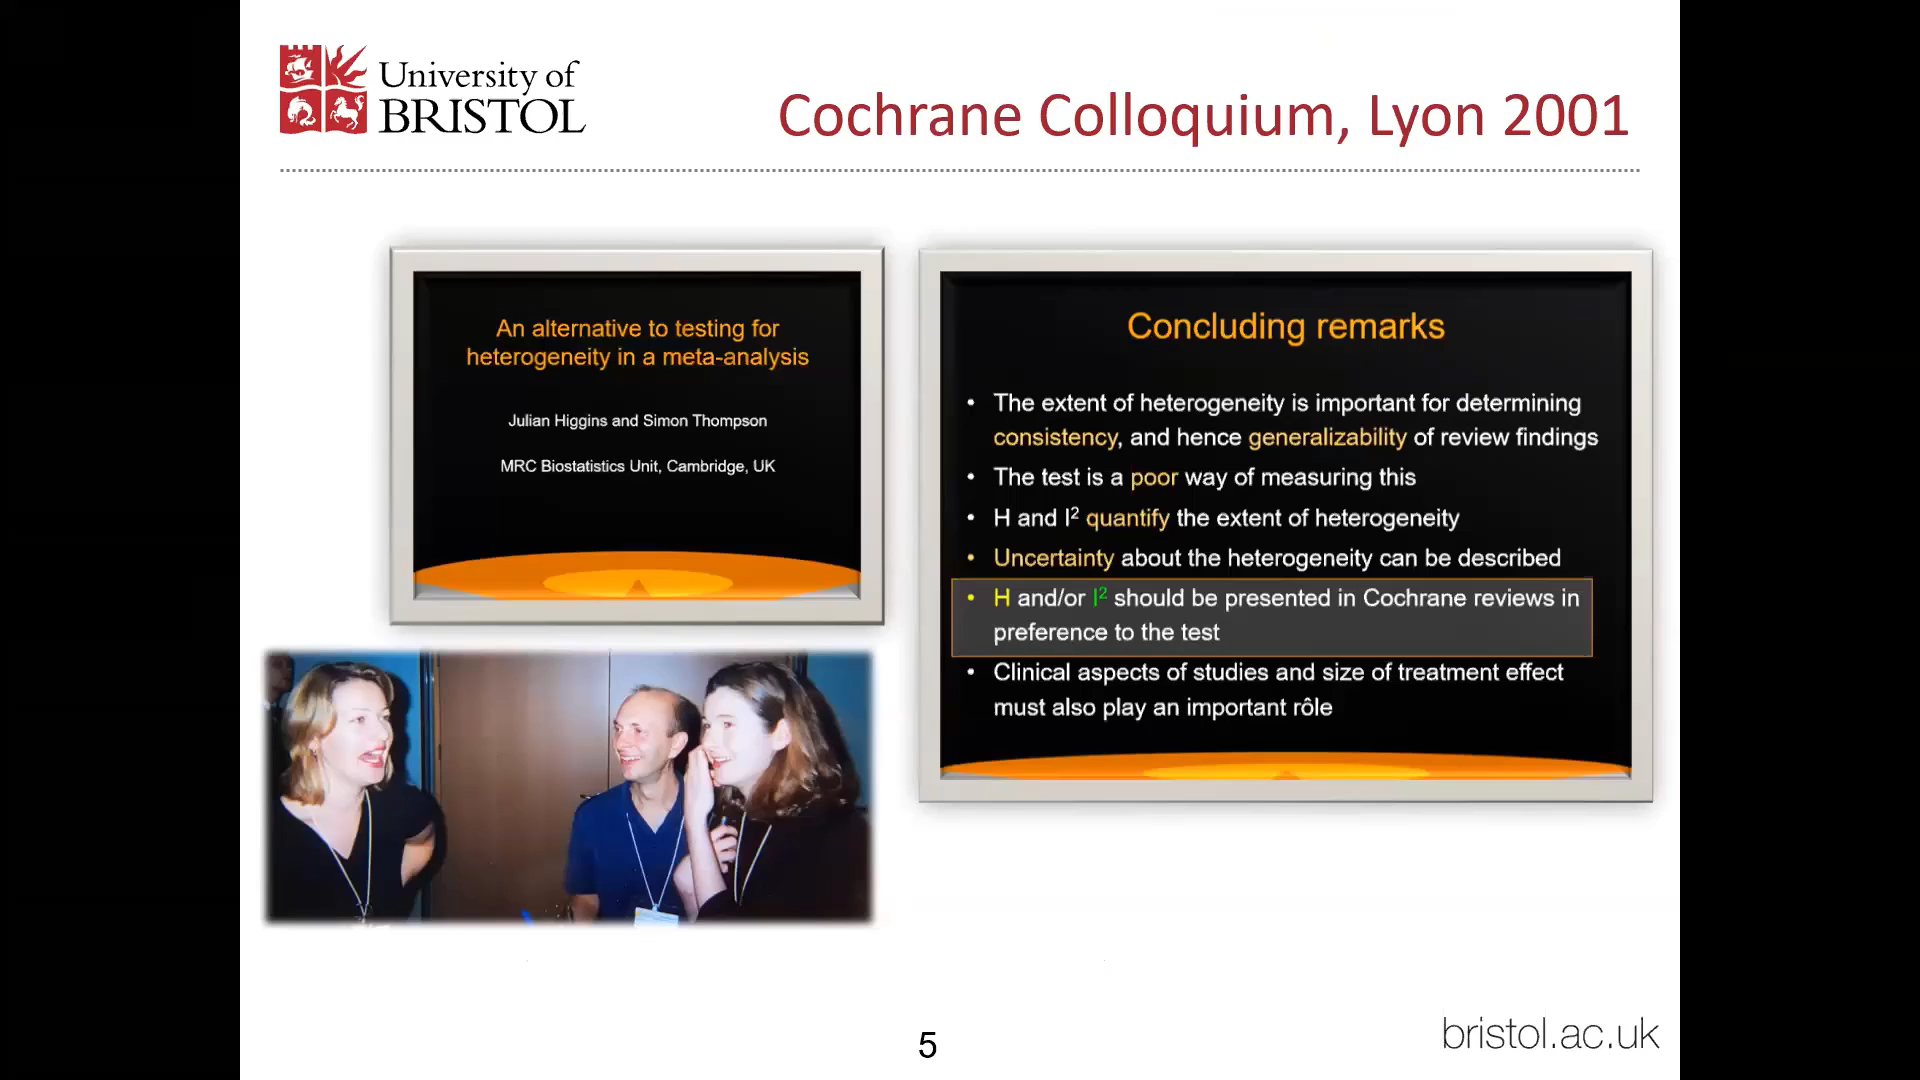 University of
BRISTOL
Cochrane Colloquium, Lyon 2001
An alternative to testing for
heterogeneity in a meta-analysis
Julian Higgins and Simon Thompson
MRC Biostatistics Unit, Cambridge, UK
Concluding remarks
• The extent of heterogeneity is important for determining
consistency, and hence generalizability of review findings
• The test is a poor way of measuring this
• H and I² quantify the extent of heterogeneity
• Uncertainty about the heterogeneity can be described
• H and/or I² should be presented in Cochrane reviews in
preference to the test
• Clinical aspects of studies and size of treatment effect
must also play an important rôle
5
bristol.ac.uk